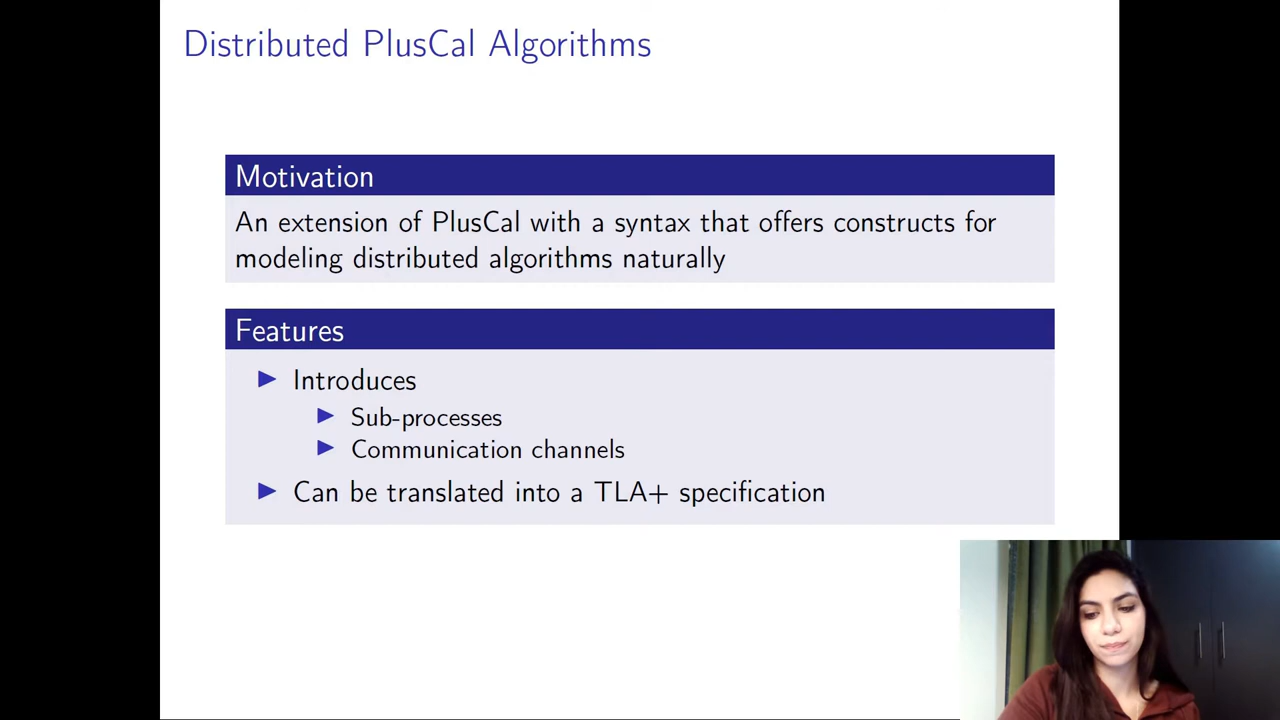 Distributed PlusCal Algorithms
Motivation
An extension of PlusCal with a syntax that offers constructs for
modeling distributed algorithms naturally
Features
Introduces
Sub-processes
Communication channels
Can be translated into a TLA+ specification